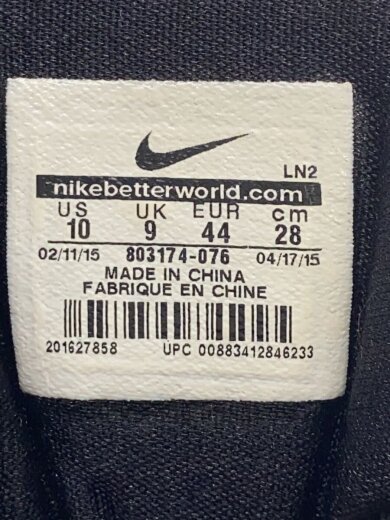 LN2
nikebetterworld.com
US UK EUR cm
10 9 44 28
02/11/15 803174-076 04/17/15
MADE IN CHINA
FABRIQUE EN CHINE
201627858 UPC 00883412846233